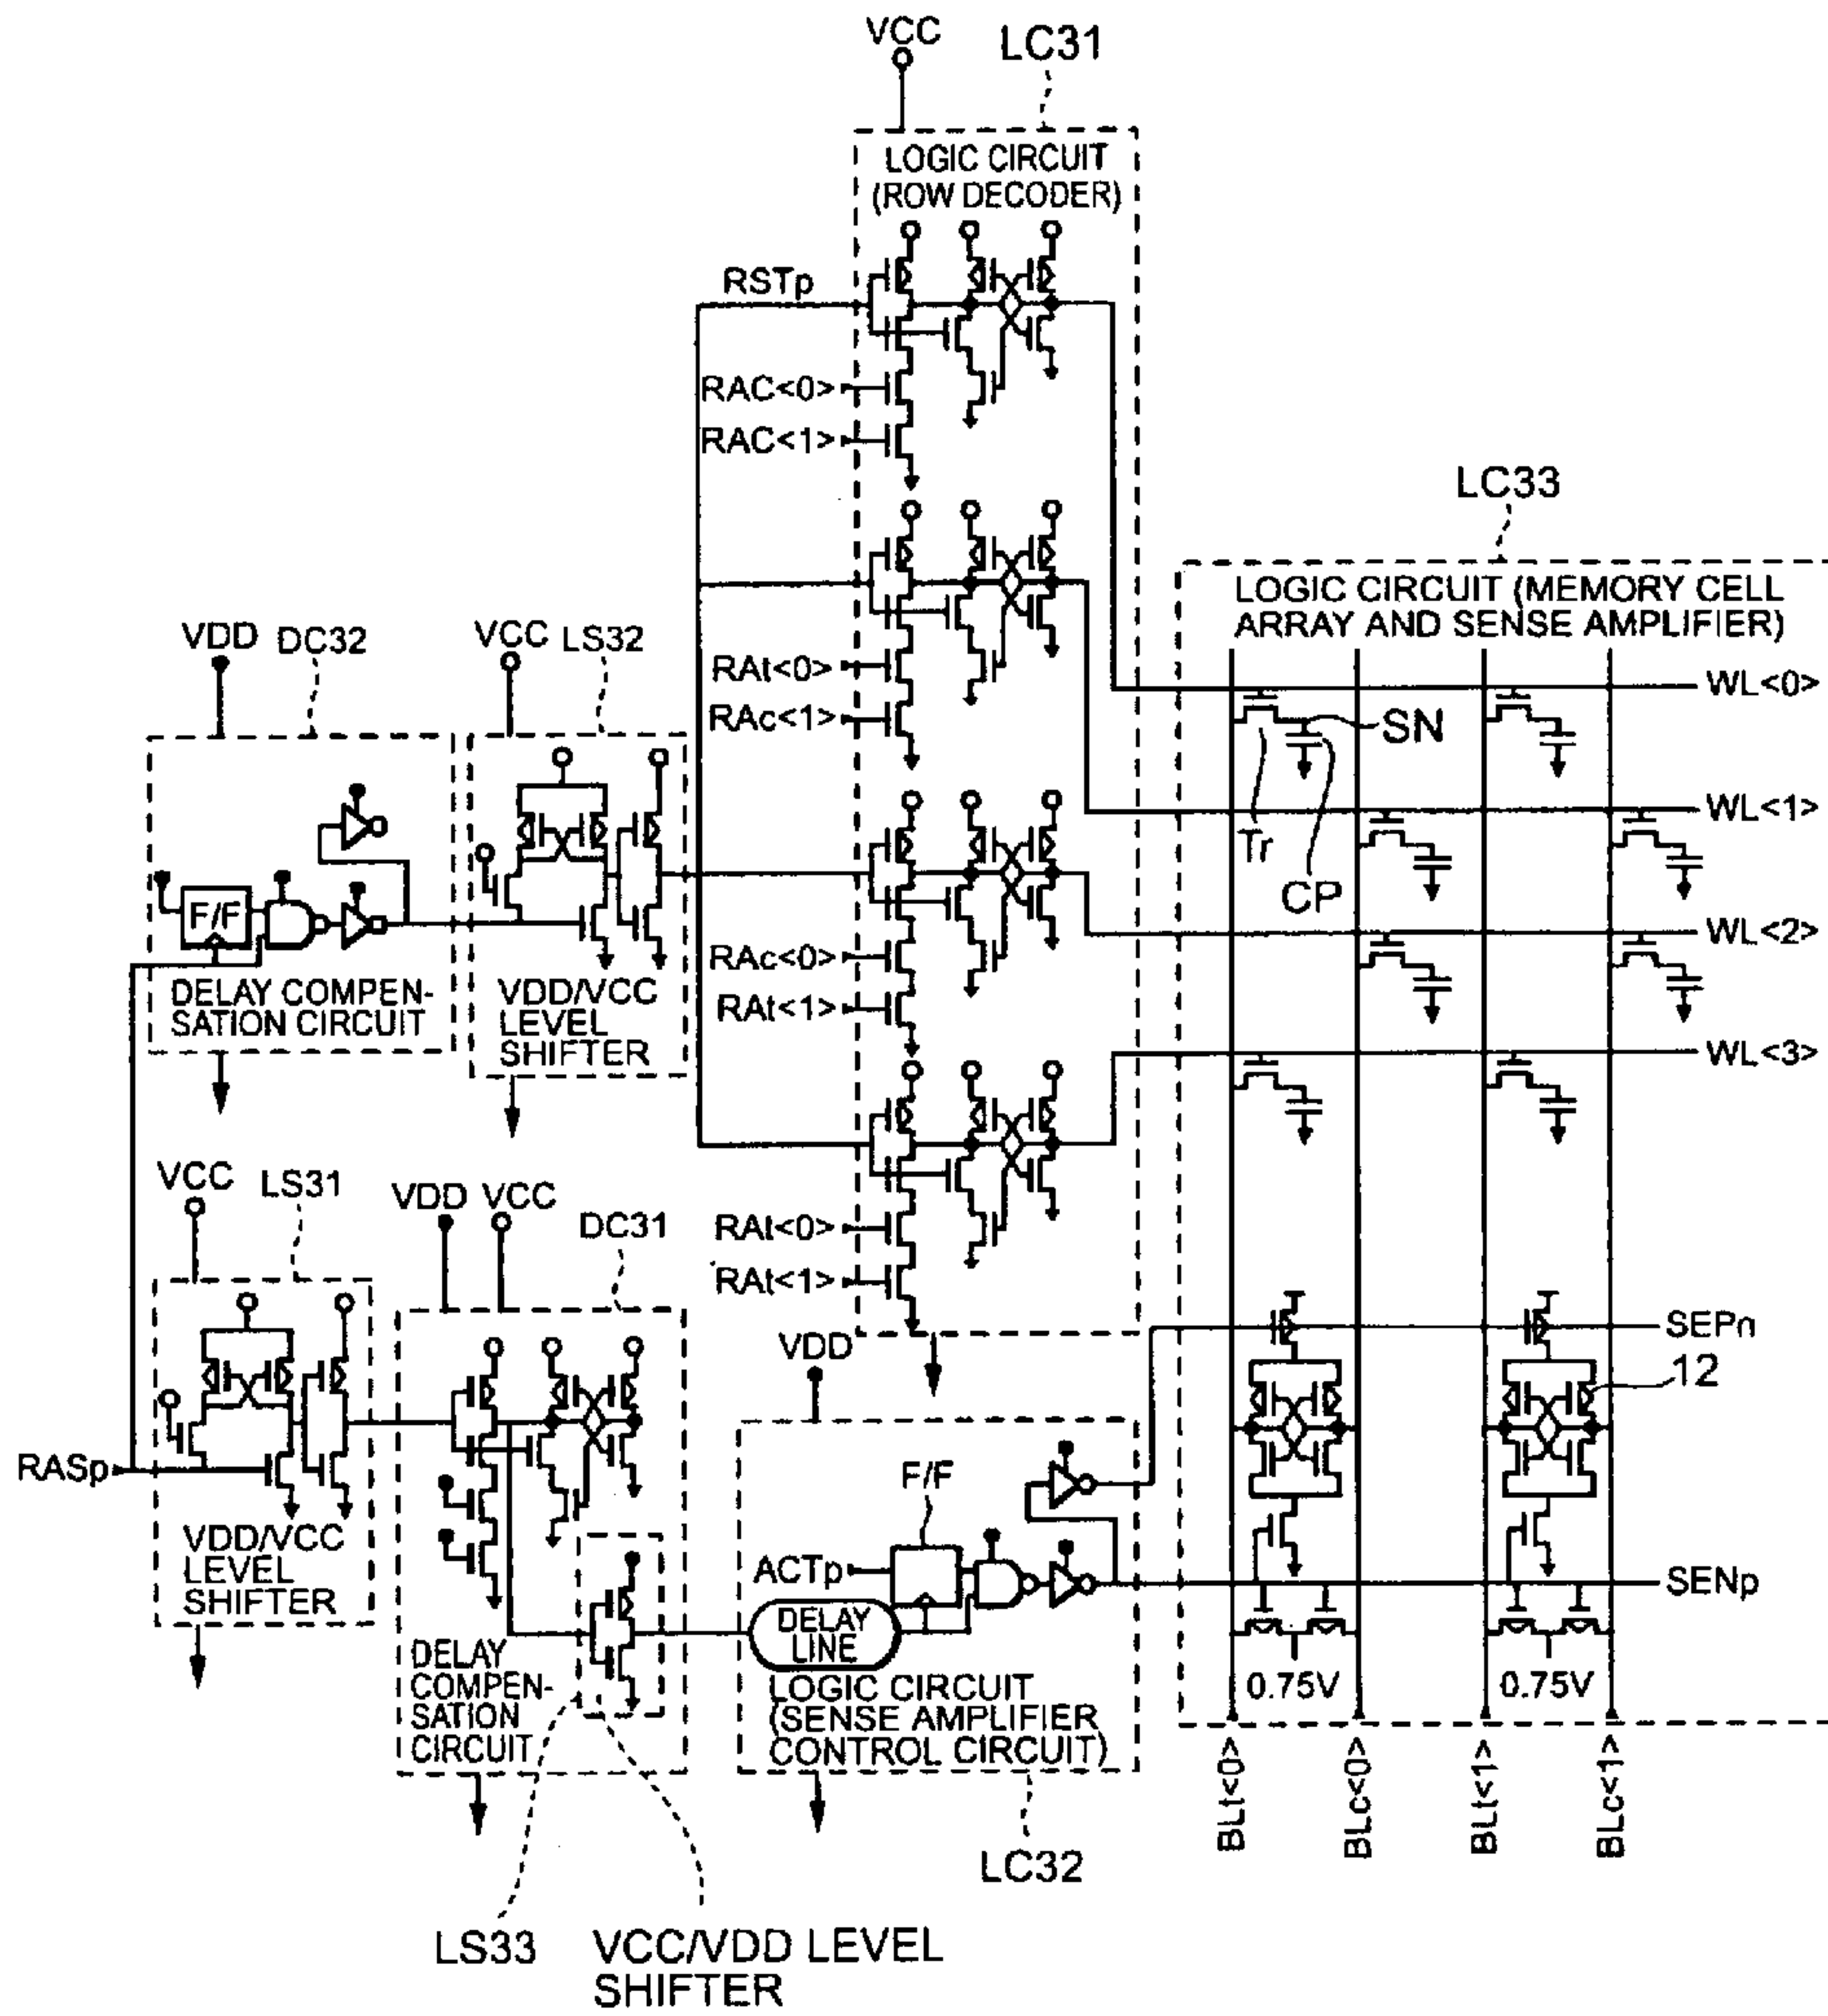 VCC
LC31
LOGIC CIRCUIT
(ROW DECODER)
RSTp
RAC<0>
RAC<1>
LC33
LOGIC CIRCUIT (MEMORY CELL
ARRAY AND SENSE AMPLIFIER)
VDD
DC32
VCC
LS32
RAt<0>
RAc<1>
WL<0>
SN
Tr
CP
WL<1>
F/F
DELAY COMPEN-
SATION CIRCUIT
VDD/VCC
LEVEL
SHIFTER
RAc<0>
RAt<1>
WL<2>
WL<3>
VCC
LS31
VDD
VCC
DC31
RAt<0>
RAt<1>
VDD
SEPn
12
RASp
VDD/VCC
LEVEL
SHIFTER
F/F
ACTp
DELAY
LINE
SENp
0.75V
0.75V
DELAY
COMPEN-
SATION
CIRCUIT
LOGIC CIRCUIT
(SENSE AMPLIFIER
CONTROL CIRCUIT)
BLt<0>
BLc<0>
BLt<1>
BLc<1>
LC32
LS33
VCC/VDD LEVEL
SHIFTER